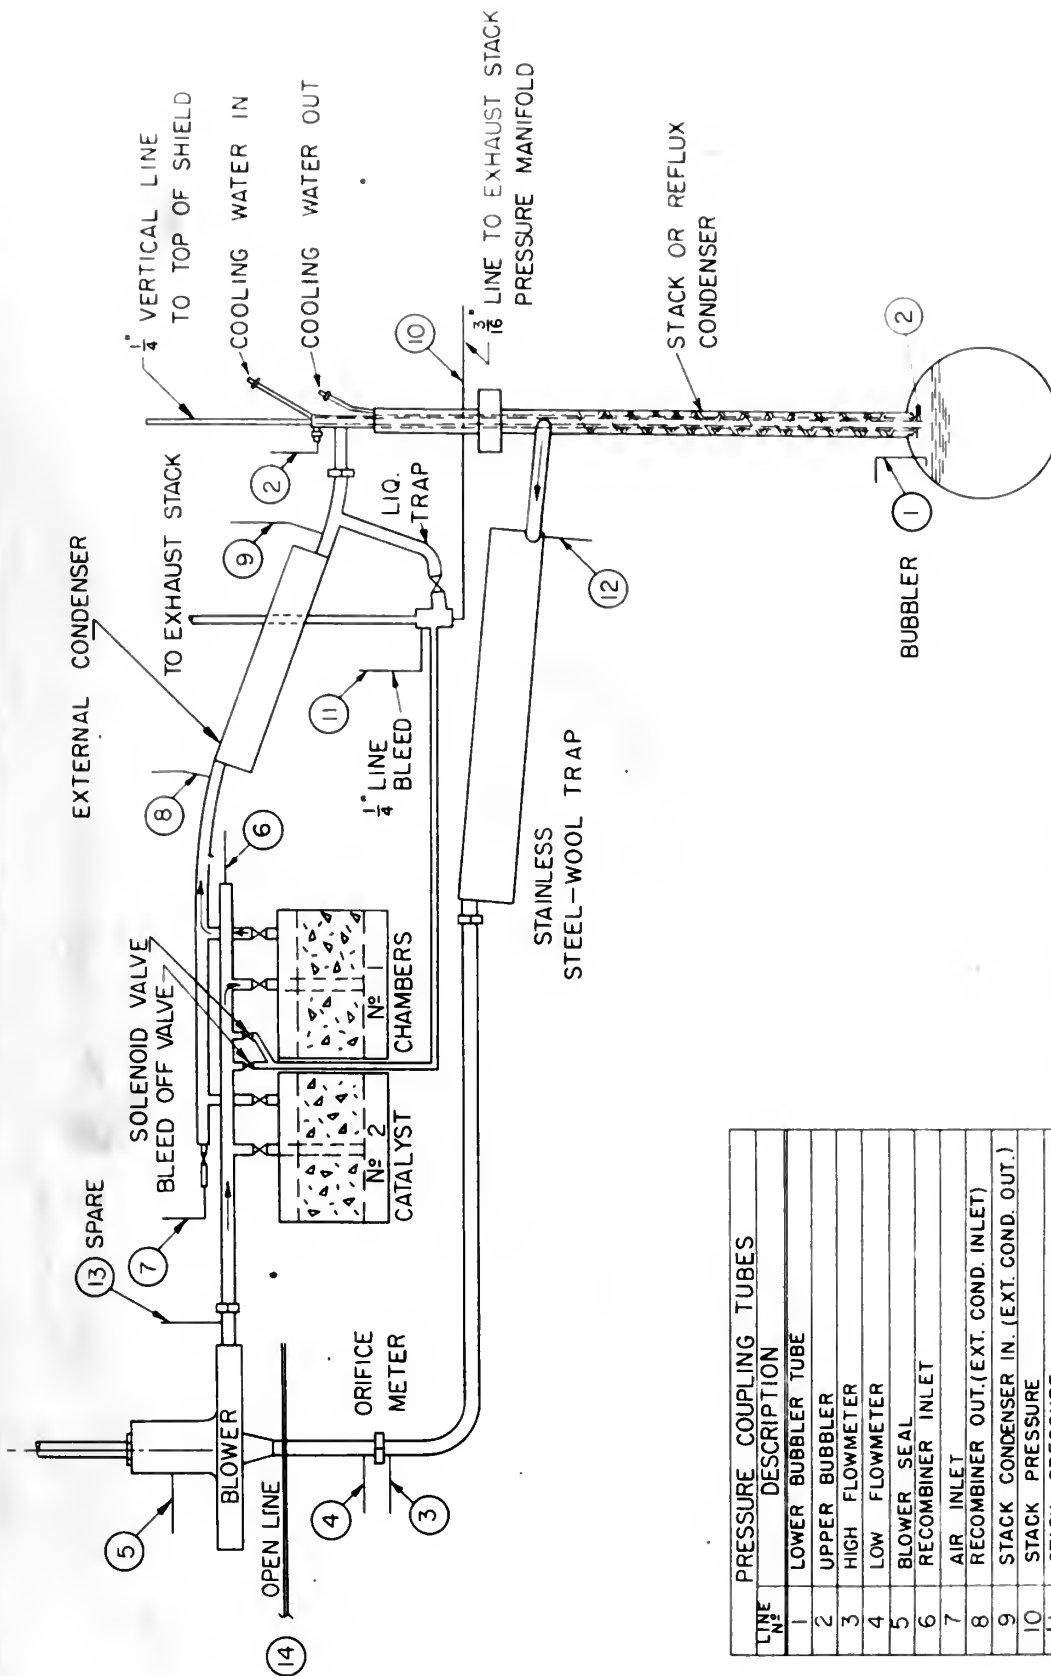 1/4" VERTICAL LINE
TO TOP OF SHIELD
COOLING WATER IN
COOLING WATER OUT
3/16" LINE TO EXHAUST STACK
PRESSURE MANIFOLD
STACK OR REFLUX
CONDENSER
EXTERNAL CONDENSER
TO EXHAUST STACK
LIQ.
TRAP
1/4" LINE
BLEED
STAINLESS
STEEL-WOOL TRAP
BUBBLER
SOLENOID VALVE
BLEED OFF VALVE
Nº 1
CHAMBERS
Nº 2
CATALYST
SPARE
BLOWER
OPEN LINE
ORIFICE
METER
1
2
2
3
4
5
6
7
8
9
10
11
12
13
14
PRESSURE COUPLING TUBES
LINE Nº DESCRIPTION
1 LOWER BUBBLER TUBE
2 UPPER BUBBLER
3 HIGH FLOWMETER
4 LOW FLOWMETER
5 BLOWER SEAL
6 RECOMBINER INLET
7 AIR INLET
8 RECOMBINER OUT.(EXT. COND. INLET)
9 STACK CONDENSER IN. (EXT. COND. OUT.)
10 STACK PRESSURE